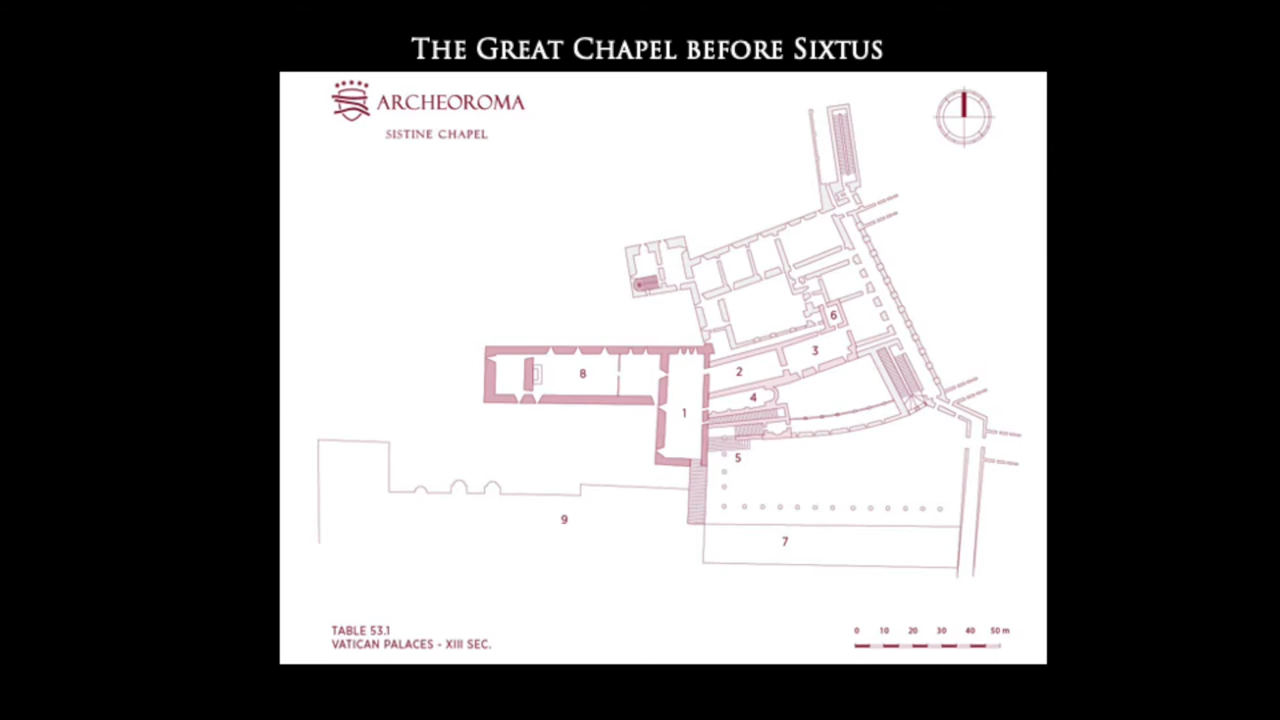 THE GREAT CHAPEL BEFORE SIXTUS
ARCHEOROMA
SISTINE CHAPEL
6
3
2
8
4
1
5
9
7
TABLE 53.1
VATICAN PALACES - XIII SEC.
0 10 20 30 40 50 m